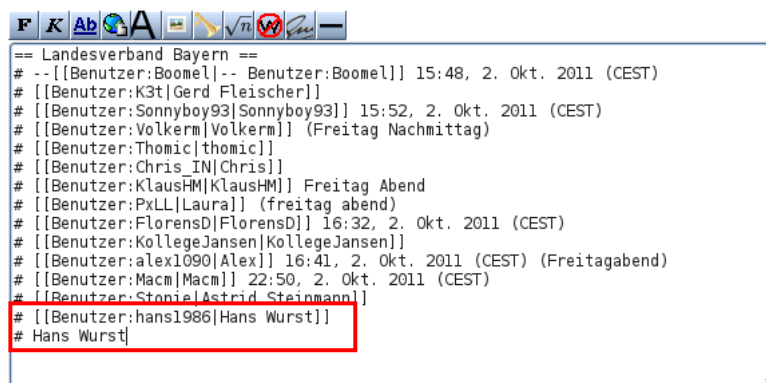 F K Ab A √n W
== Landesverband Bayern ==
# --[[Benutzer:Boomel|-- Benutzer:Boomel]] 15:48, 2. Okt. 2011 (CEST)
# [[Benutzer:K3t|Gerd Fleischer]]
# [[Benutzer:Sonnyboy93|Sonnyboy93]] 15:52, 2. Okt. 2011 (CEST)
# [[Benutzer:Volkerm|Volkerm]] (Freitag Nachmittag)
# [[Benutzer:Thomic|thomic]]
# [[Benutzer:Chris_IN|Chris]]
# [[Benutzer:KlausHM|KlausHM]] Freitag Abend
# [[Benutzer:PxLL|Laura]] (freitag abend)
# [[Benutzer:FlorensD|FlorensD]] 16:32, 2. Okt. 2011 (CEST)
# [[Benutzer:KollegeJansen|KollegeJansen]]
# [[Benutzer:alex1090|Alex]] 16:41, 2. Okt. 2011 (CEST) (Freitagabend)
# [[Benutzer:Macm|Macm]] 22:50, 2. Okt. 2011 (CEST)
# [[Benutzer:Stonie|Astrid Steinmann]]
# [[Benutzer:hans1986|Hans Wurst]]
# Hans Wurst